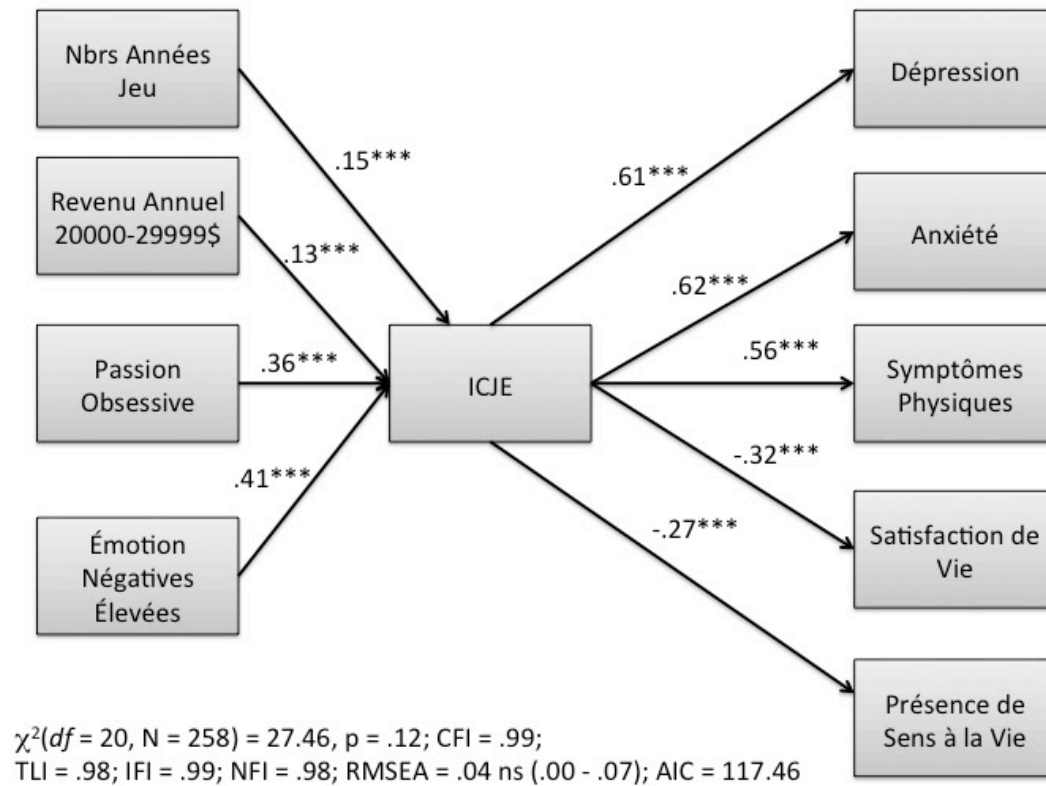 Nbrs Années
Jeu
Revenu Annuel
20000-29999$
Passion
Obsessive
Émotion
Négatives
Élevées
.15***
.13***
.36***
.41***
ICJE
.61***
.62***
.56***
-.32***
-.27***
Dépression
Anxiété
Symptômes
Physiques
Satisfaction de
Vie
Présence de
Sens à la Vie
χ²(df = 20, N = 258) = 27.46, p = .12; CFI = .99;
TLI = .98; IFI = .99; NFI = .98; RMSEA = .04 ns (.00 - .07); AIC = 117.46